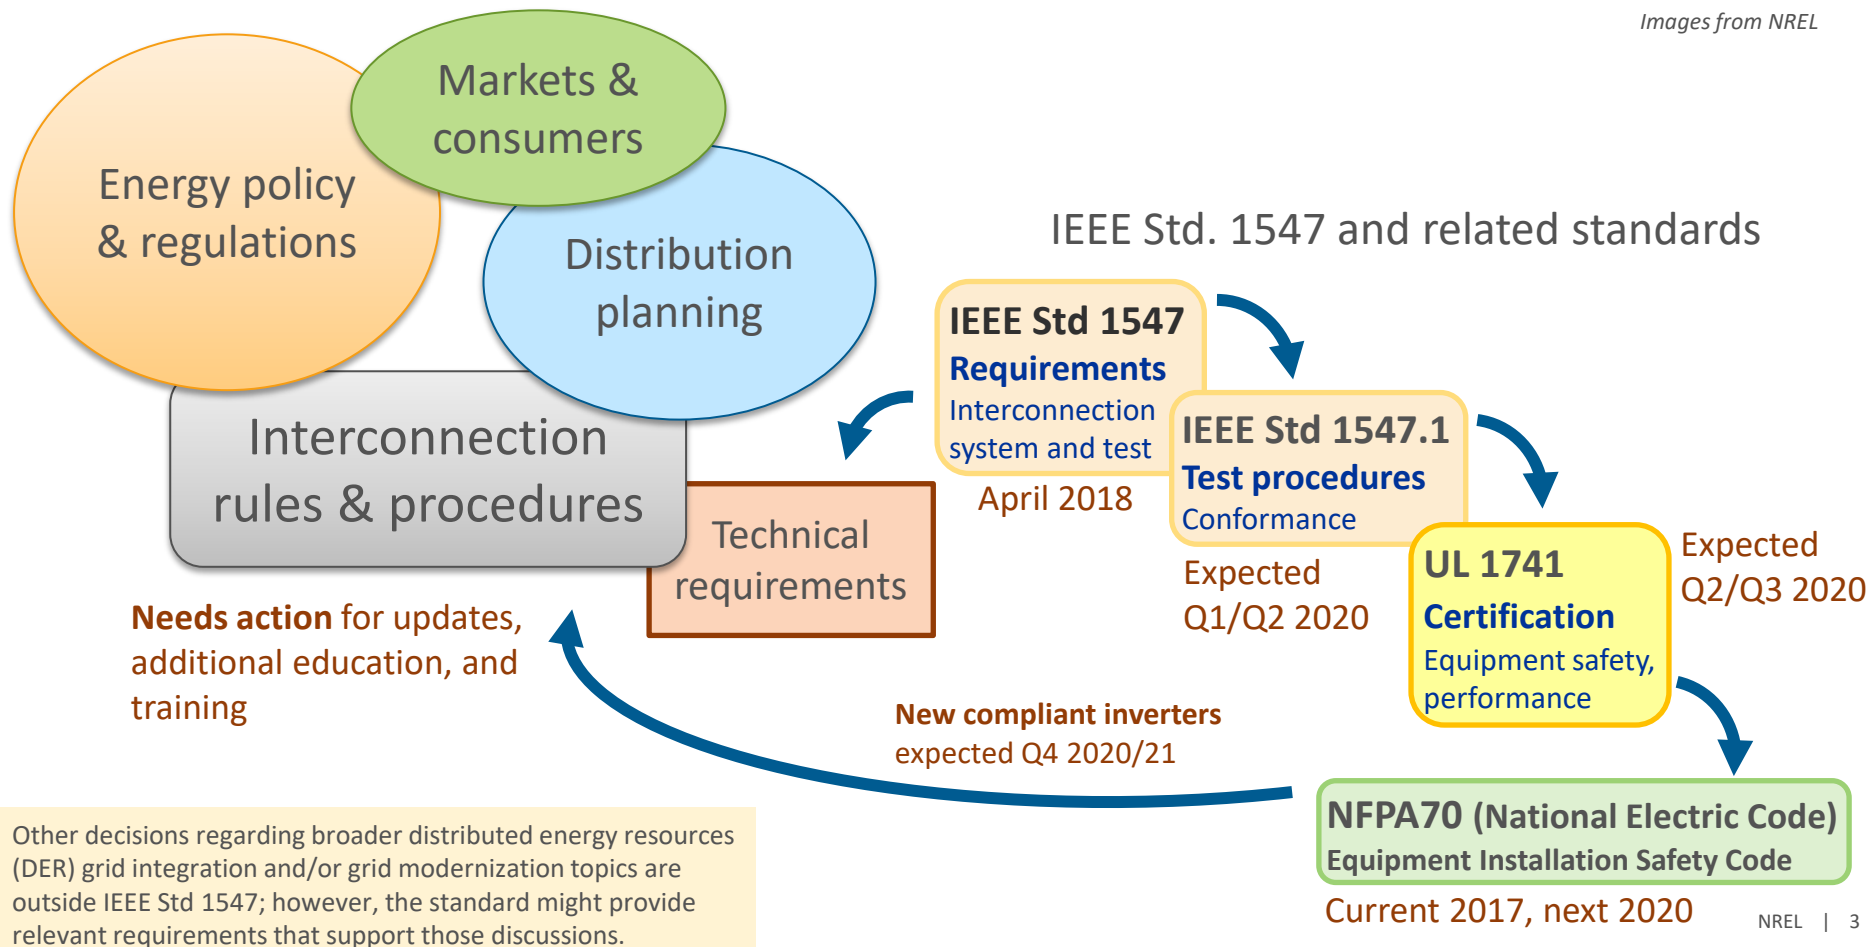 Images from NREL
Markets &
consumers
Energy policy
& regulations
Distribution
planning
Interconnection
rules & procedures
Technical
requirements
Needs action for updates,
additional education, and
training
IEEE Std. 1547 and related standards
IEEE Std 1547
Requirements
Interconnection
system and test
April 2018
IEEE Std 1547.1
Test procedures
Conformance
Expected
Q1/Q2 2020
UL 1741
Certification
Equipment safety,
performance
Expected
Q2/Q3 2020
New compliant inverters
expected Q4 2020/21
NFPA70 (National Electric Code)
Equipment Installation Safety Code
Current 2017, next 2020
Other decisions regarding broader distributed energy resources
(DER) grid integration and/or grid modernization topics are
outside IEEE Std 1547; however, the standard might provide
relevant requirements that support those discussions.
NREL | 3